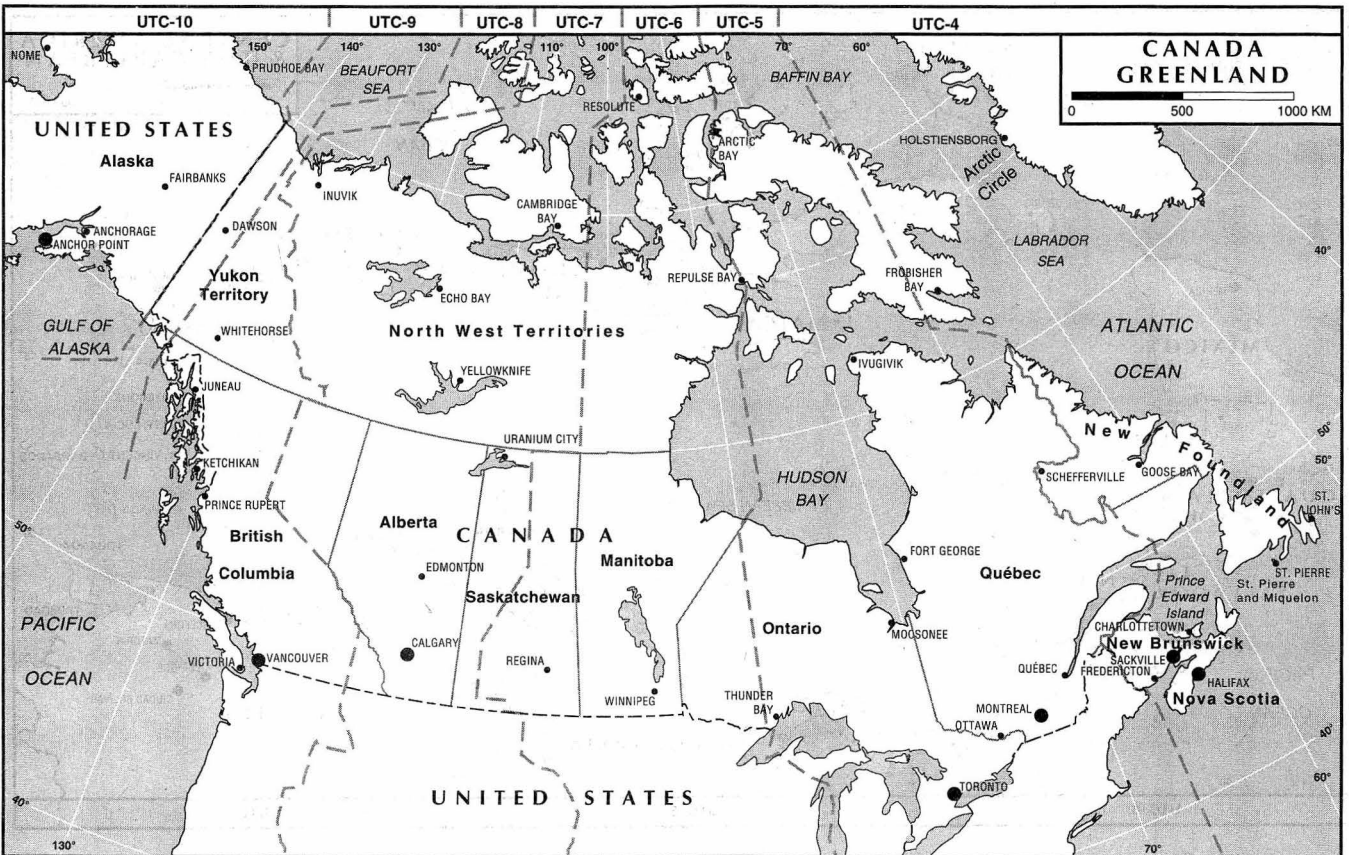 UTC-10
UTC-9
UTC-8
UTC-7
UTC-6
UTC-5
UTC-4
150°
140°
130°
110°
100°
70°
60°
CANADA
GREENLAND
0
500
1000 KM
NOME
PRUDHOE BAY
BEAUFORT
SEA
BAFFIN BAY
RESOLUTE
UNITED STATES
Alaska
HOLSTIENSBORG
Arctic
Circle
ARCTIC
BAY
FAIRBANKS
INUVIK
CAMBRIDGE
BAY
ANCHORAGE
ANCHOR POINT
DAWSON
LABRADOR
SEA
40°
Yukon
Territory
ECHO BAY
REPULSE BAY
FROBISHER
BAY
GULF OF
ALASKA
WHITEHORSE
North West Territories
ATLANTIC
OCEAN
IVUGIVIK
JUNEAU
YELLOWKNIFE
URANIUM CITY
New
Foundland
50°
50°
KETCHIKAN
HUDSON
BAY
SCHEFFERVILLE
GOOSE BAY
PRINCE RUPERT
ST.
JOHN'S
50°
British
Columbia
Alberta
CANADA
Manitoba
FORT GEORGE
Québec
EDMONTON
Saskatchewan
Prince
Edward
Island
ST. PIERRE
St. Pierre
and Miquelon
PACIFIC
OCEAN
Ontario
MOOSONEE
CHARLOTTETOWN
New Brunswick
VICTORIA
VANCOUVER
CALGARY
REGINA
WINNIPEG
QUÉBEC
SACKVILLE
FREDERICTON
HALIFAX
Nova Scotia
THUNDER
BAY
MONTREAL
OTTAWA
40°
60°
TORONTO
UNITED STATES
40°
130°
70°